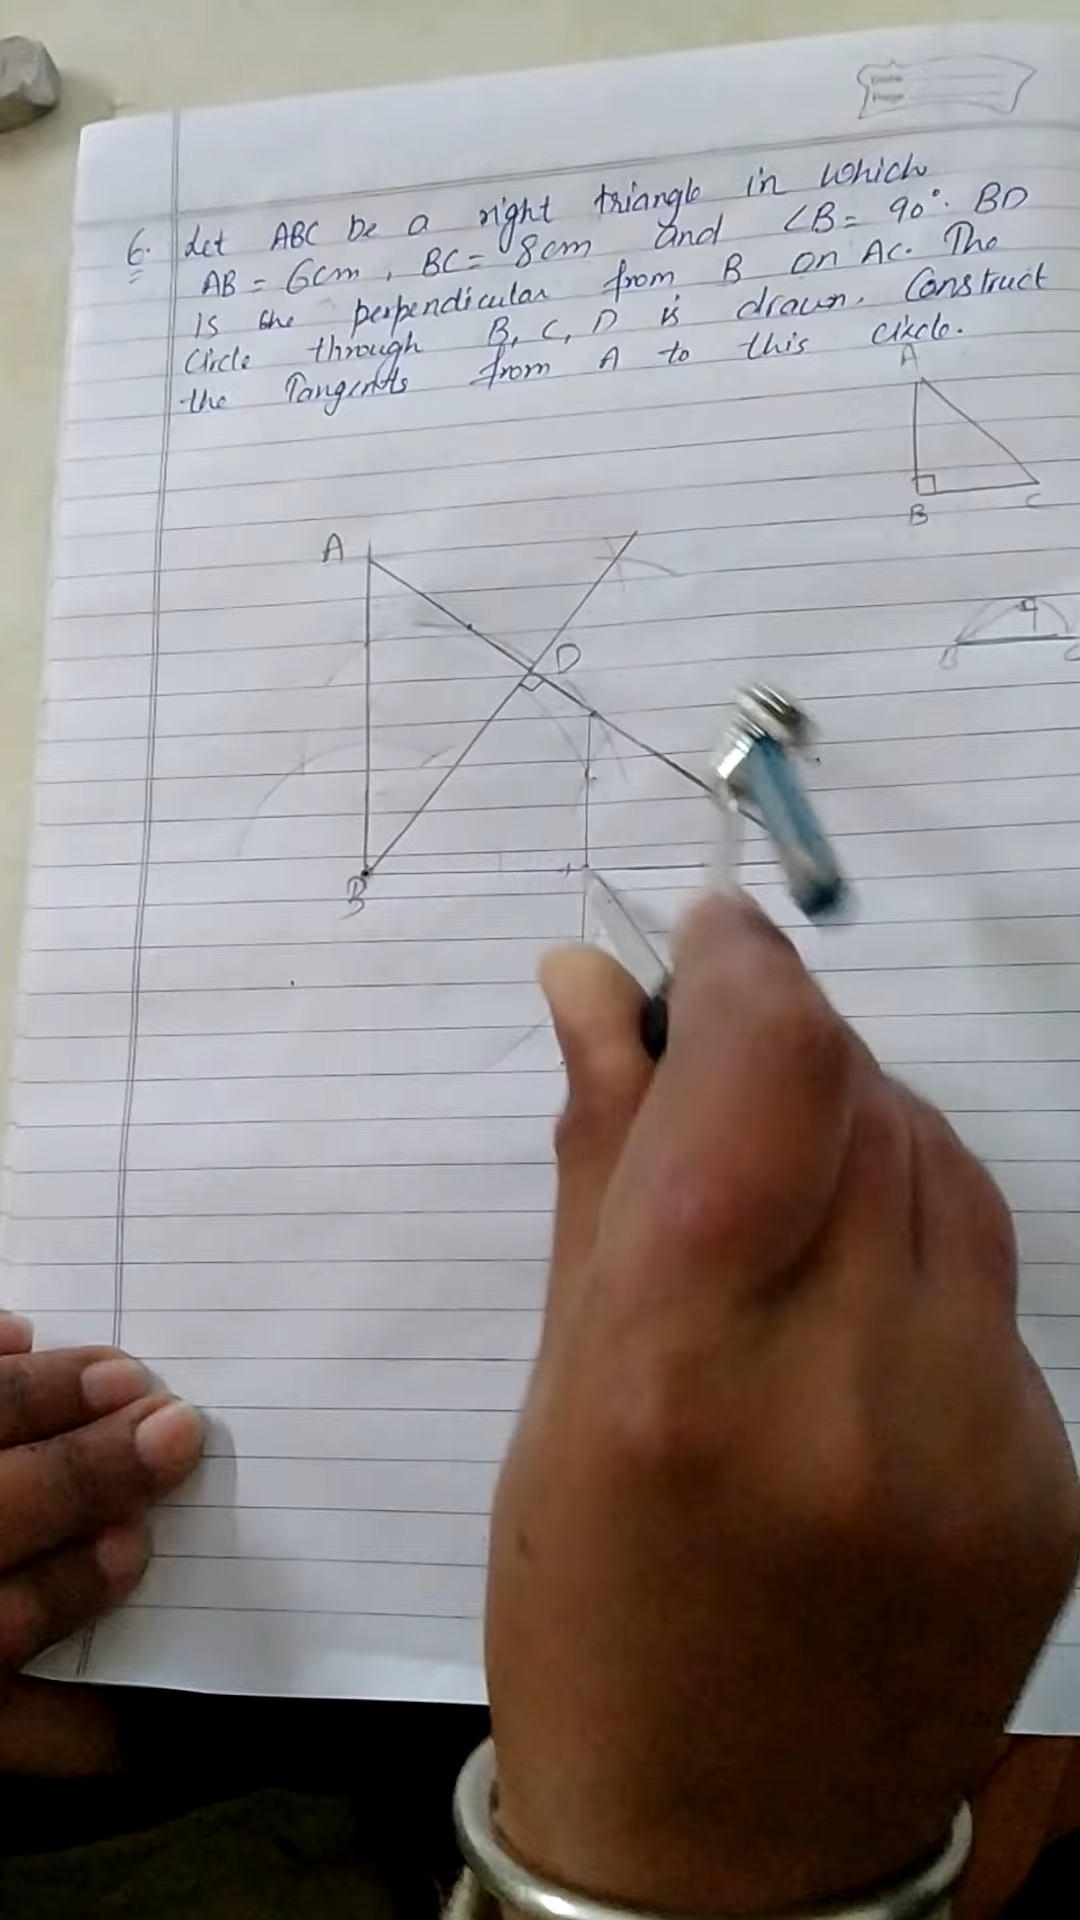 6. Let ABC be a right triangle in which
AB = 6cm, BC = 8cm and ∠B = 90°. BD
is the perpendicular from B on AC. The
Circle through B, C, D is drawn. Construct
the Tangents from A to this circle.
A
B C
A
D
B
B C